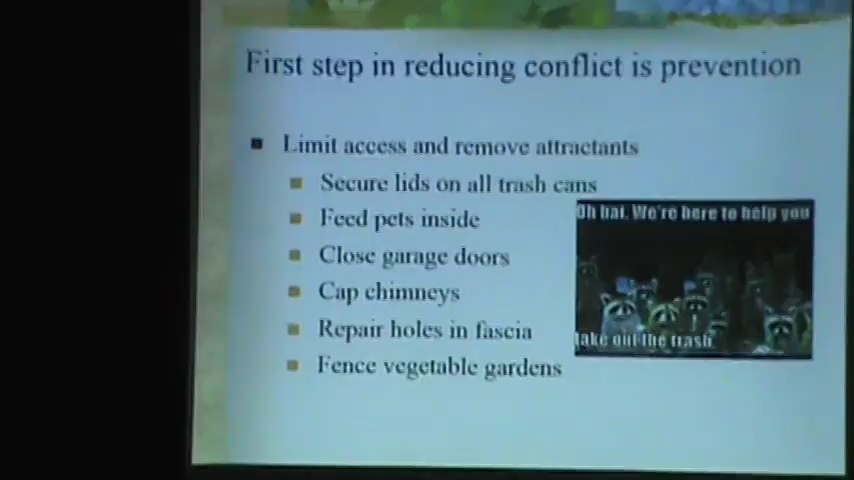 First step in reducing conflict is prevention
Limit access and remove attractants
Secure lids on all trash cans
Feed pets inside
Close garage doors
Cap chimneys
Repair holes in fascia
Fence vegetable gardens
Oh hai. We're here to help you
take out the trash